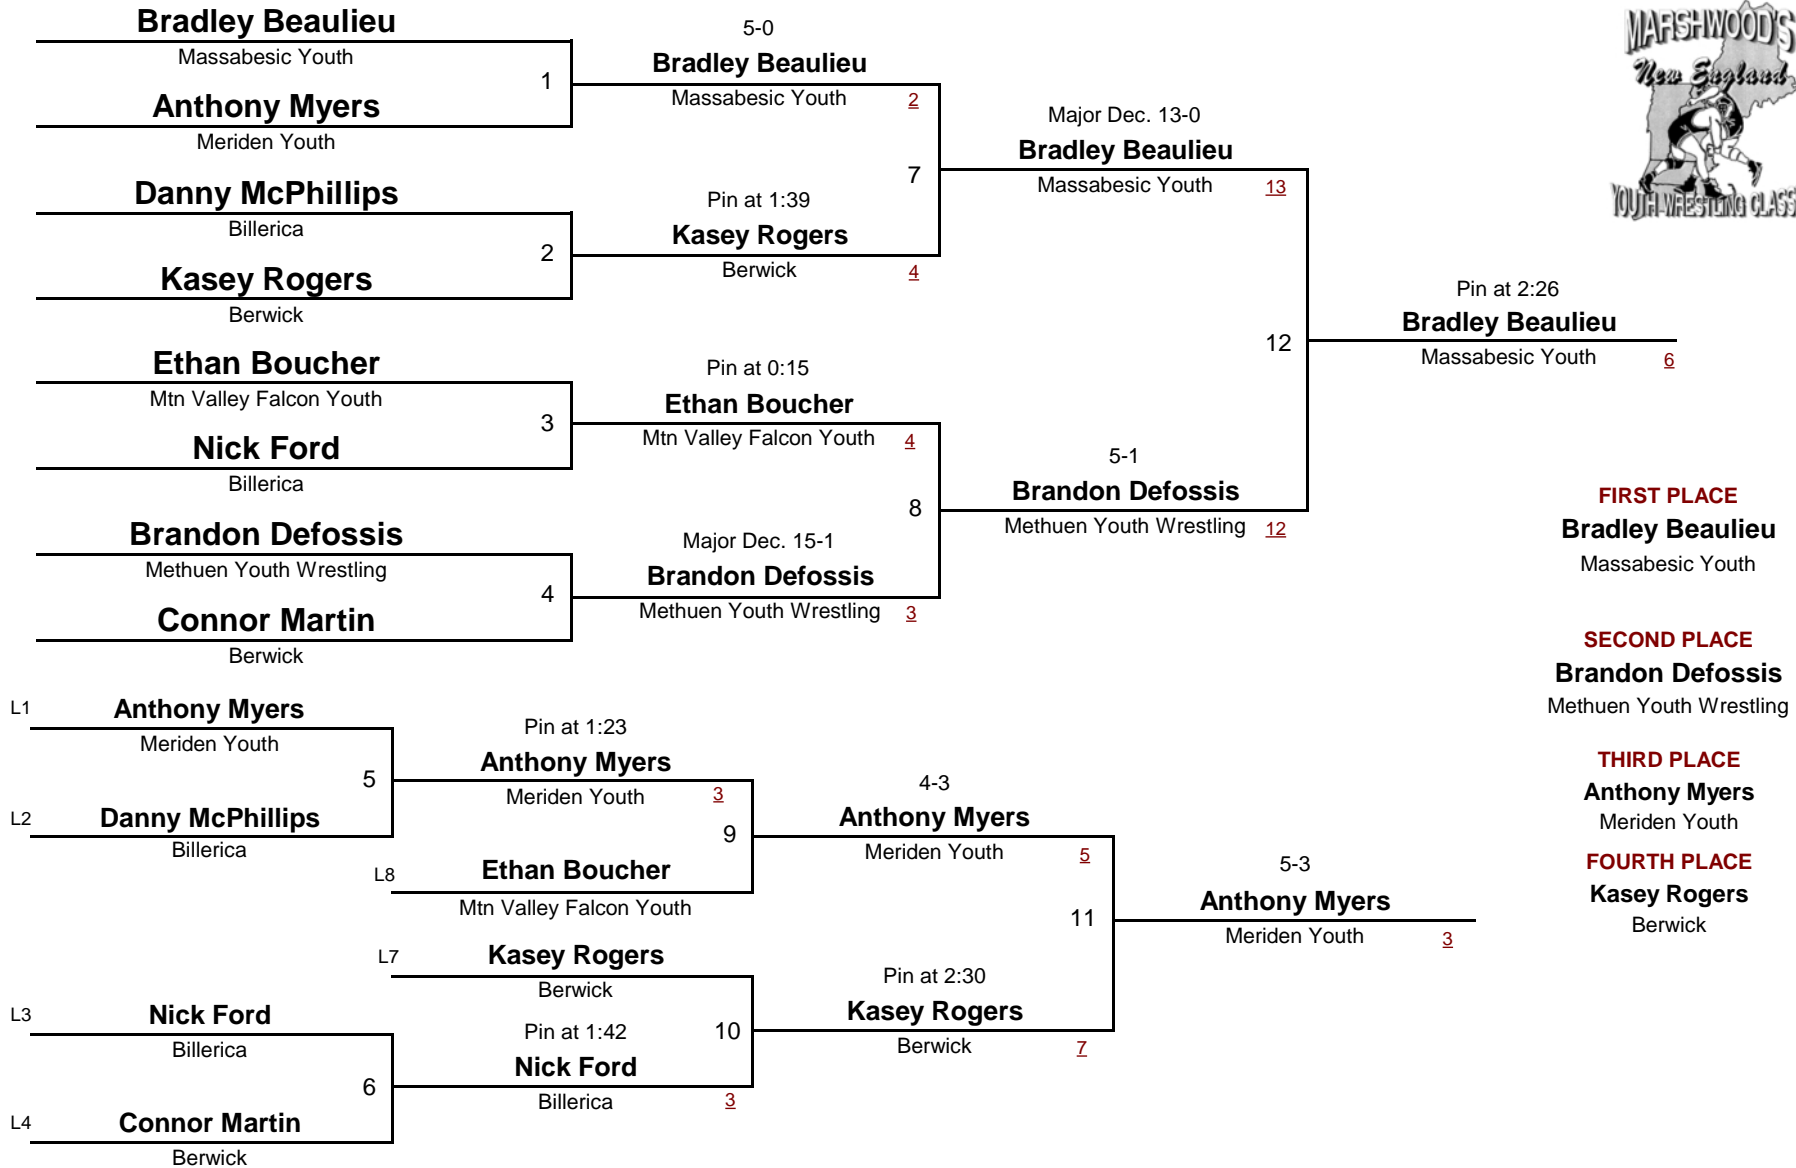 Bradley Beaulieu
Massabesic Youth
1
Anthony Myers
Meriden Youth
Danny McPhillips
Billerica
2
Kasey Rogers
Berwick
Ethan Boucher
Mtn Valley Falcon Youth
3
Nick Ford
Billerica
Brandon Defossis
Methuen Youth Wrestling
4
Connor Martin
Berwick
5-0
Bradley Beaulieu
Massabesic Youth 2
7
Pin at 1:39
Kasey Rogers
Berwick 4
Pin at 0:15
Ethan Boucher
Mtn Valley Falcon Youth 4
8
Major Dec. 15-1
Brandon Defossis
Methuen Youth Wrestling 3
Major Dec. 13-0
Bradley Beaulieu
Massabesic Youth 13
12
5-1
Brandon Defossis
Methuen Youth Wrestling 12
Pin at 2:26
Bradley Beaulieu
Massabesic Youth 6
MARSHWOOD'S
New England
YOUTH WRESTLING CLASS
FIRST PLACE
Bradley Beaulieu
Massabesic Youth
SECOND PLACE
Brandon Defossis
Methuen Youth Wrestling
THIRD PLACE
Anthony Myers
Meriden Youth
FOURTH PLACE
Kasey Rogers
Berwick
L1 Anthony Myers
Meriden Youth
5
L2 Danny McPhillips
Billerica
L3 Nick Ford
Billerica
6
L4 Connor Martin
Berwick
Pin at 1:23
Anthony Myers
Meriden Youth 3
9
L8 Ethan Boucher
Mtn Valley Falcon Youth
L7 Kasey Rogers
Berwick
10
Pin at 1:42
Nick Ford
Billerica 3
4-3
Anthony Myers
Meriden Youth 5
11
Pin at 2:30
Kasey Rogers
Berwick 7
5-3
Anthony Myers
Meriden Youth 3